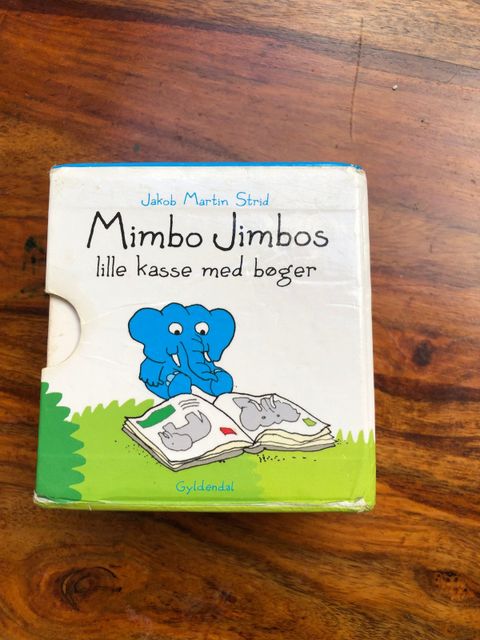 Jakob Martin Strid
Mimbo Jimbos
lille kasse med bøger
Gyldendal